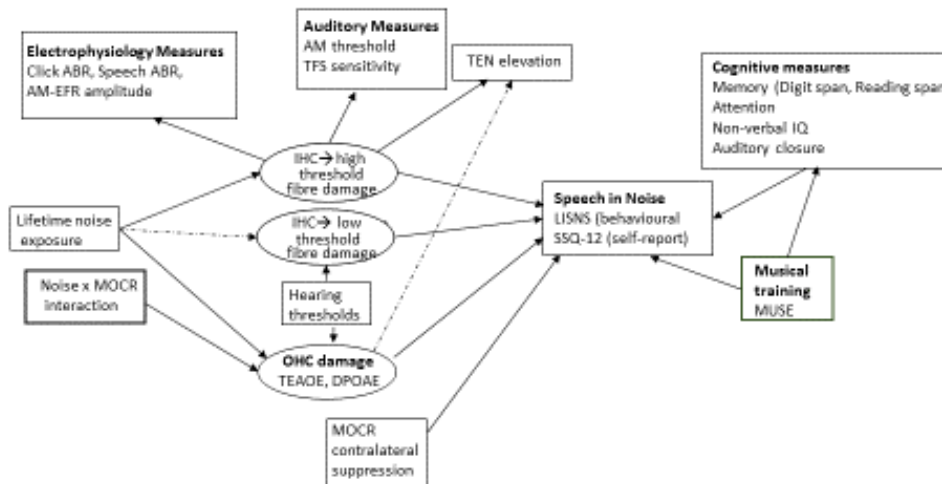 Electrophysiology Measures
Click ABR, Speech ABR,
AM-EFR amplitude
Auditory Measures
AM threshold
TFS sensitivity
TEN elevation
Cognitive measures
Memory (Digit span, Reading span
Attention
Non-verbal IQ
Auditory closure
IHC→ high
threshold
fibre damage
Lifetime noise
exposure
IHC→ low
threshold
fibre damage
Speech in Noise
LISNS (behavioural
SSQ-12 (self-report)
Noise x MOCR
interaction
Hearing
thresholds
Musical
training
MUSE
OHC damage
TEAOE, DPOAE
MOCR
contralateral
suppression